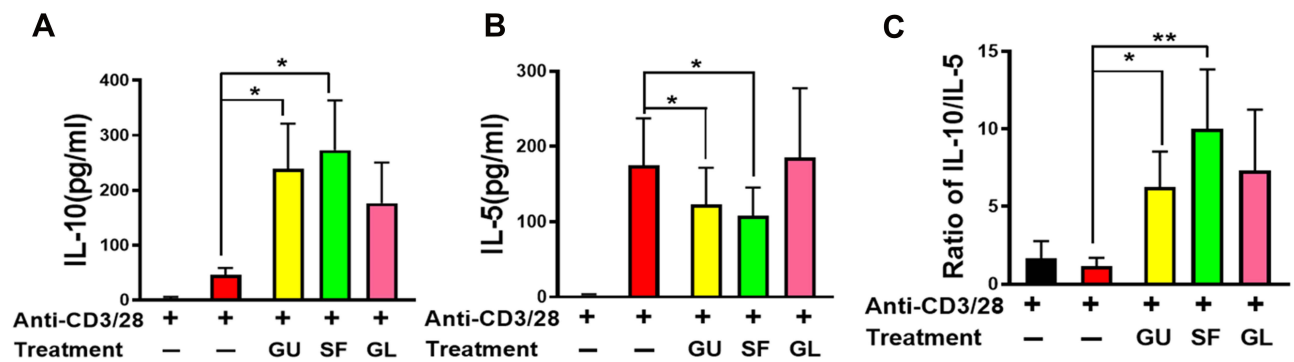 A
B
C
400
300
200
100
0
IL-10(pg/ml)
*
*
Anti-CD3/28 + + + + +
Treatment − − GU SF GL
300
200
100
0
IL-5(pg/ml)
*
*
Anti-CD3/28 + + + + +
Treatment − − GU SF GL
15
10
5
0
Ratio of IL-10/IL-5
**
*
Anti-CD3/28 + + + + +
Treatment − − GU SF GL